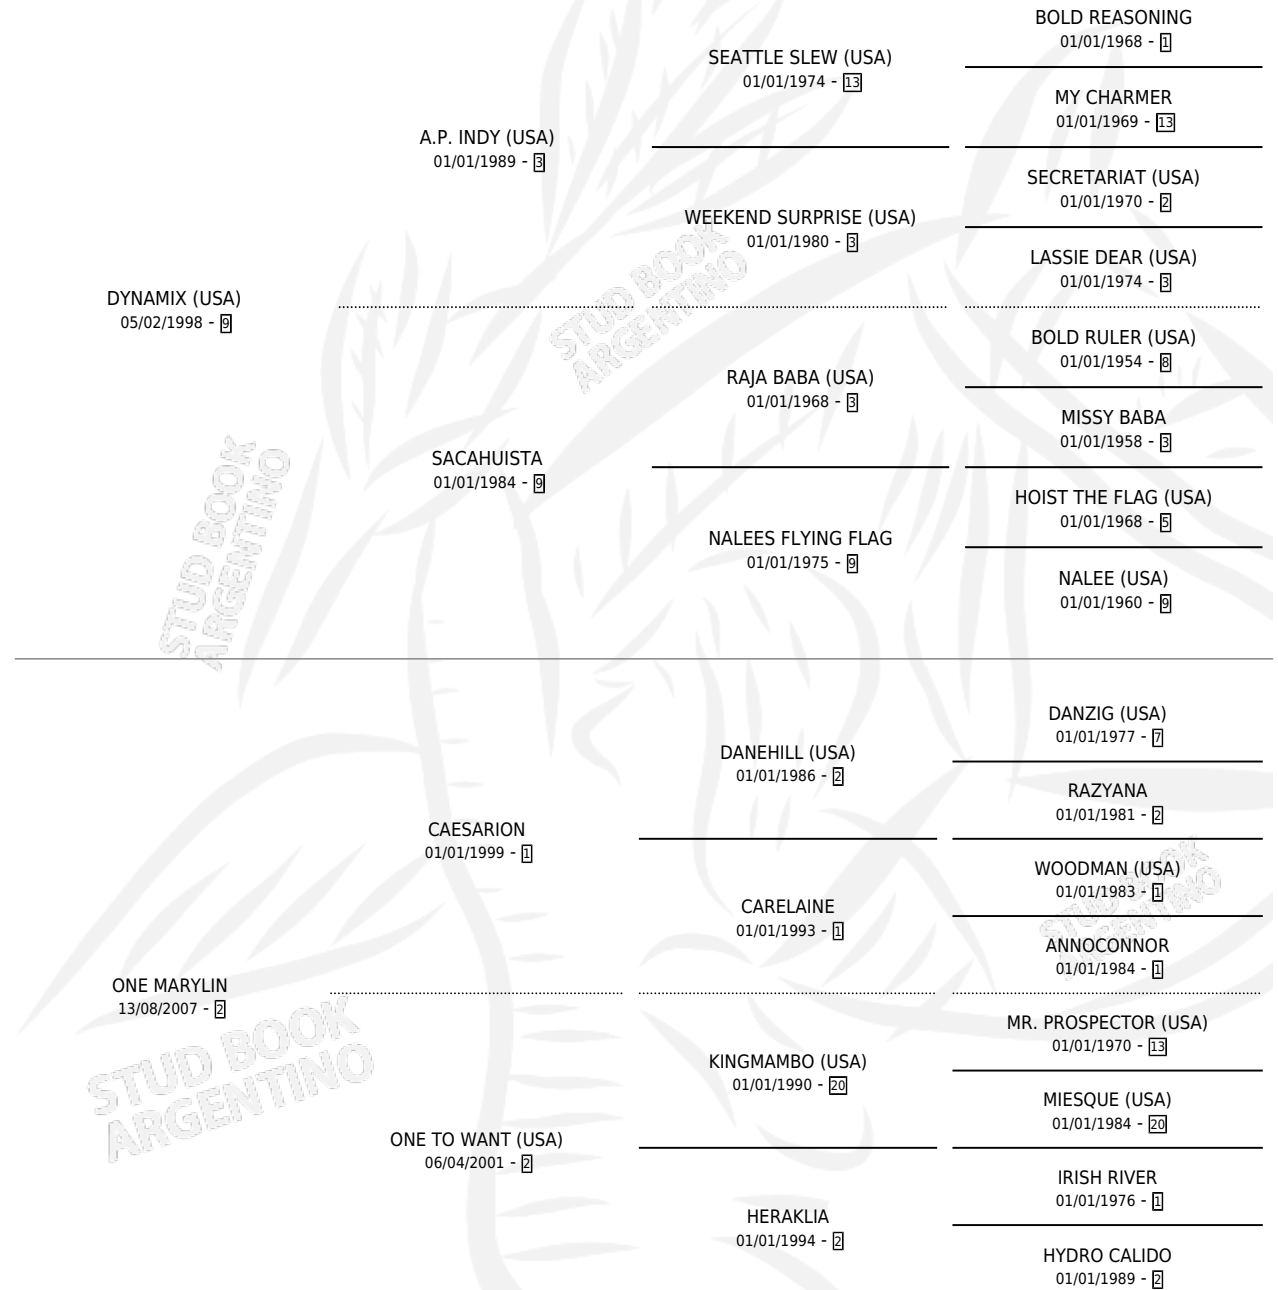 BOLD REASONING
01/01/1968 - 1
SEATTLE SLEW (USA)
01/01/1974 - 13
MY CHARMER
01/01/1969 - 13
A.P. INDY (USA)
01/01/1989 - 3
SECRETARIAT (USA)
01/01/1970 - 2
WEEKEND SURPRISE (USA)
01/01/1980 - 3
LASSIE DEAR (USA)
01/01/1974 - 3
DYNAMIX (USA)
05/02/1998 - 9
BOLD RULER (USA)
01/01/1954 - 8
RAJA BABA (USA)
01/01/1968 - 3
MISSY BABA
01/01/1958 - 3
SACAHUISTA
01/01/1984 - 9
HOIST THE FLAG (USA)
01/01/1968 - 5
NALEES FLYING FLAG
01/01/1975 - 9
NALEE (USA)
01/01/1960 - 9
STUD BOOK
ARGENTINO
STUD BOOK
ARGENTINO
DANZIG (USA)
01/01/1977 - 7
DANEHILL (USA)
01/01/1986 - 2
RAZYANA
01/01/1981 - 2
CAESARION
01/01/1999 - 1
WOODMAN (USA)
01/01/1983 - 1
CARELAINE
01/01/1993 - 1
ANNOCONNOR
01/01/1984 - 1
STUD BOOK
ARGENTINO
ONE MARYLIN
13/08/2007 - 2
MR. PROSPECTOR (USA)
01/01/1970 - 13
KINGMAMBO (USA)
01/01/1990 - 20
MIESQUE (USA)
01/01/1984 - 20
STUD BOOK
ARGENTINO
ONE TO WANT (USA)
06/04/2001 - 2
IRISH RIVER
01/01/1976 - 1
HERAKLIA
01/01/1994 - 2
HYDRO CALIDO
01/01/1989 - 2